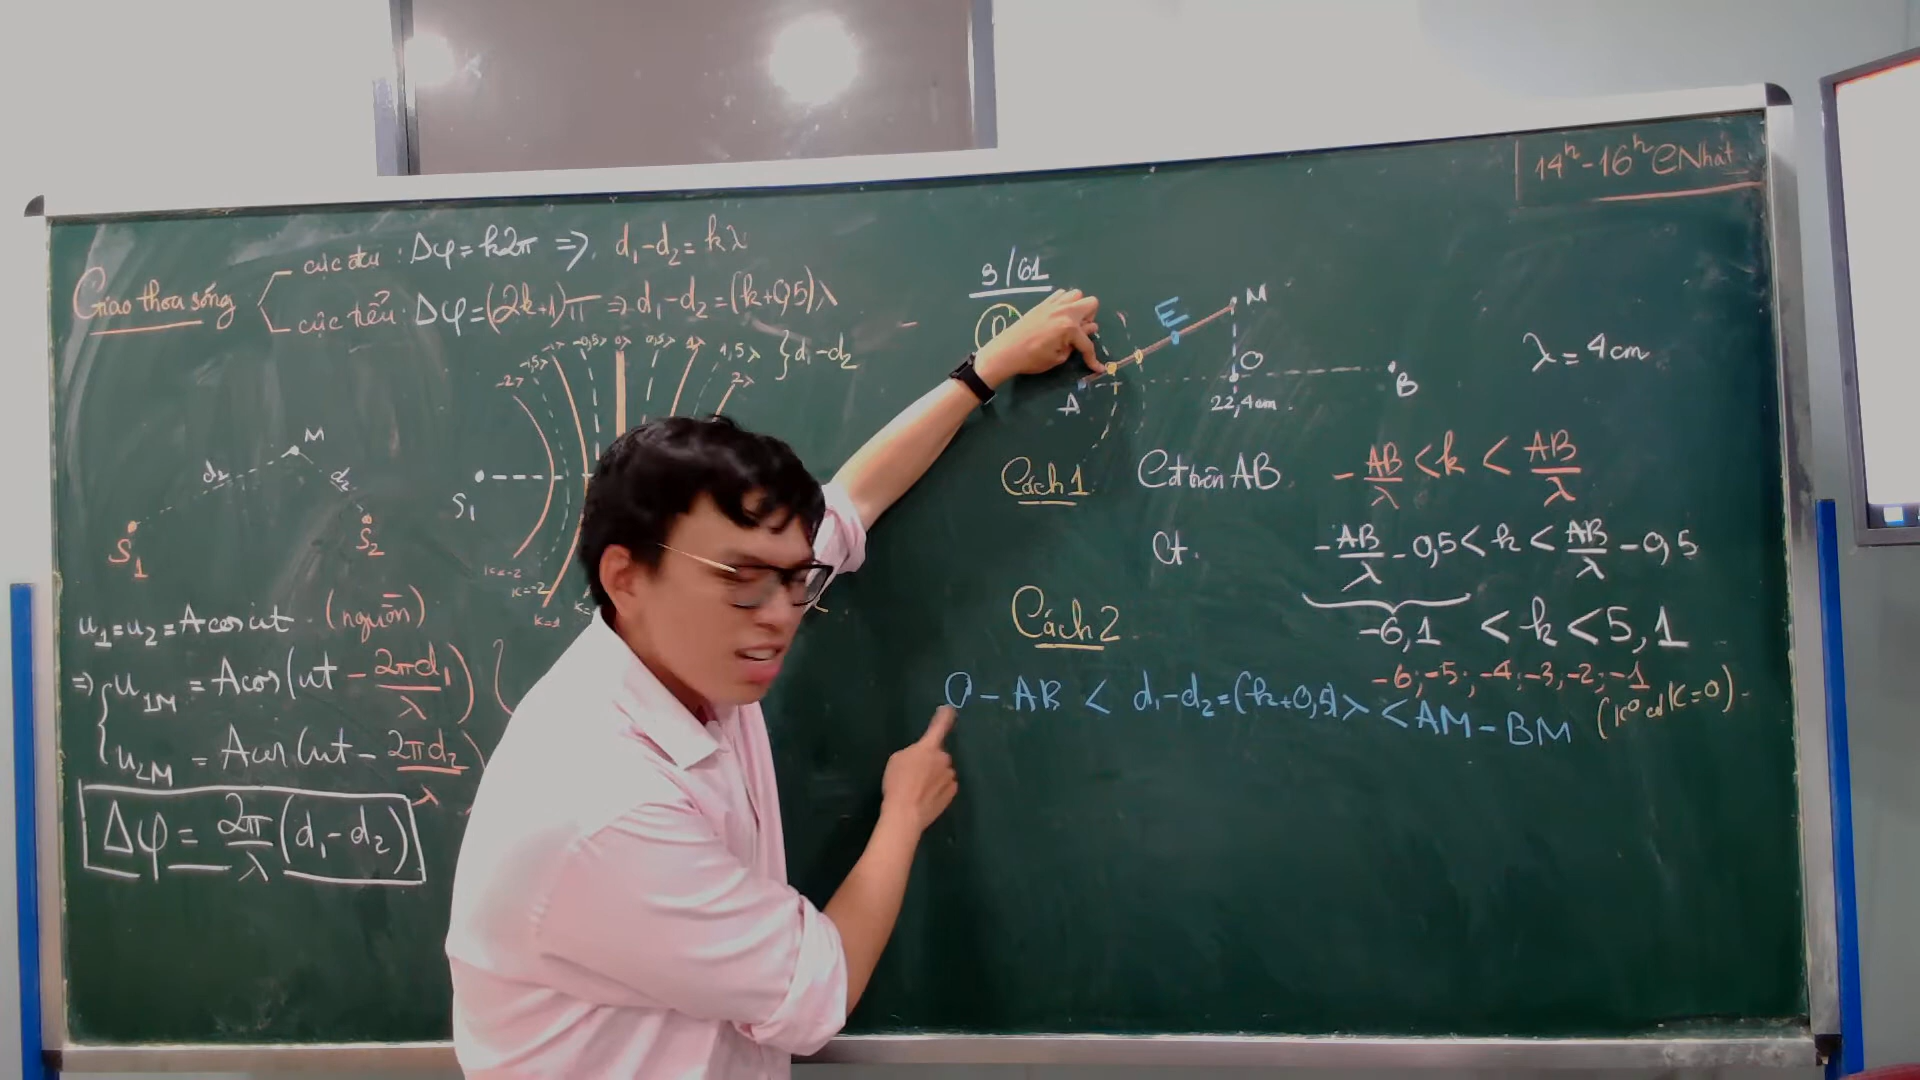 14ʰ-16ʰ CNhật
Giao thoa sóng
cực đại : Δφ = k2π ⇒ d₁-d₂ = kλ
cực tiểu : Δφ = (2k+1)π ⇒ d₁-d₂ = (k+0,5)λ
-2λ -1,5λ -λ -0,5λ 0λ 0,5λ λ 1,5λ 2λ } d₁-d₂
M
d₂
S₁
S₂
S₁
k=-2
k=-2
k=1
u₁=u₂=Acosωt (nguồn)
⇒ u₁M = Acos(ωt - 2πd₁/λ)
u₂M = Acos(ωt - 2πd₂/λ)
Δφ = 2π/λ (d₁-d₂)
3/61
E
M
O
A
B
22,4cm
λ = 4cm
Cách 1
Cđ trên AB
-AB/λ < k < AB/λ
Ct.
-AB/λ - 0,5 < k < AB/λ - 0,5
-6,1 < k < 5,1
-6;-5;-4;-3;-2;-1
Cách 2
0 - AB < d₁-d₂ = (k+0,5)λ < AM - BM
(k⁰ có k=0)